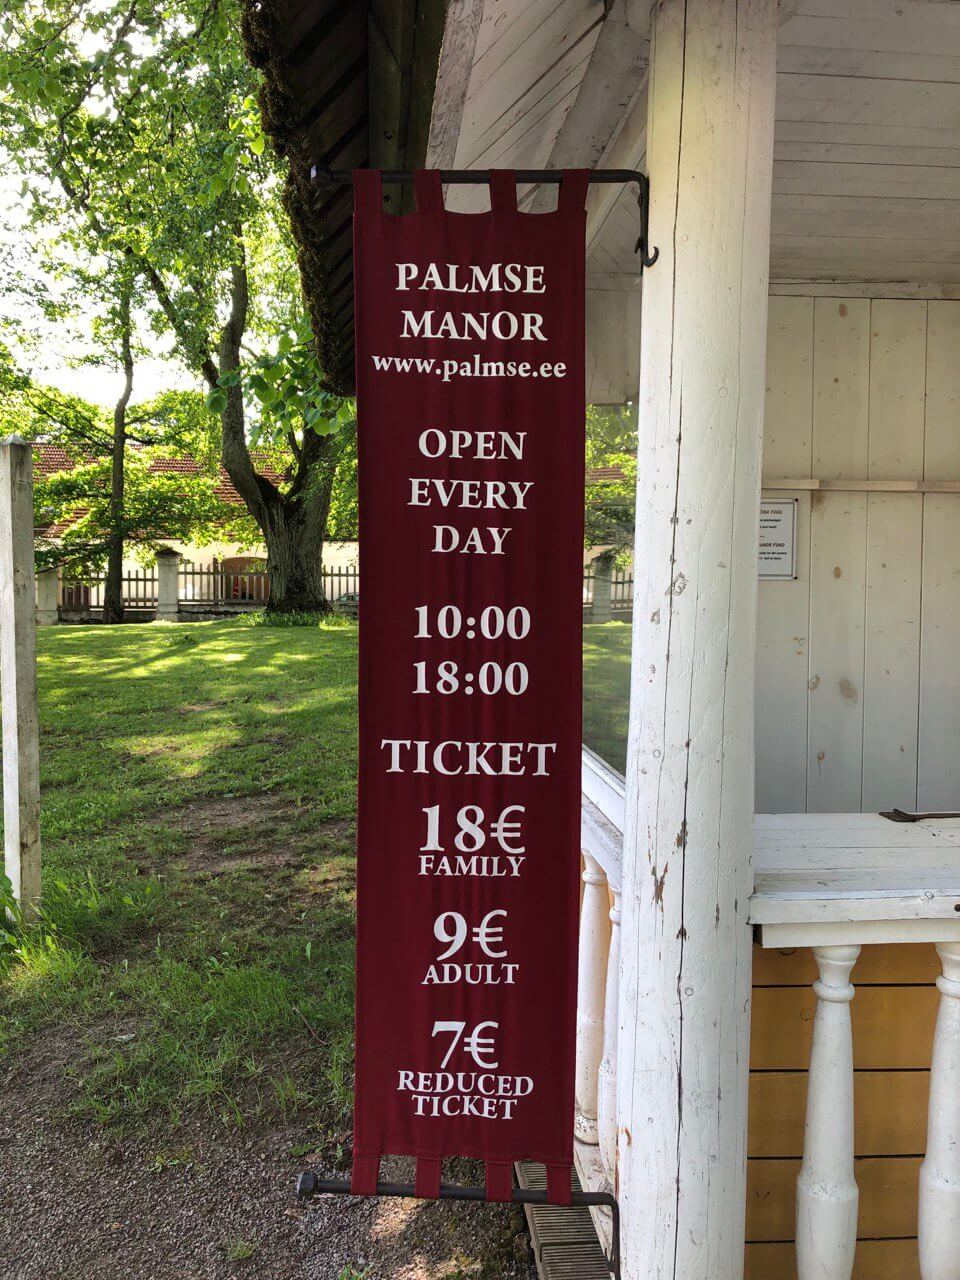 PALMSE
MANOR
www.palmse.ee
OPEN
EVERY
DAY
10:00
18:00
TICKET
18€
FAMILY
9€
ADULT
7€
REDUCED
TICKET